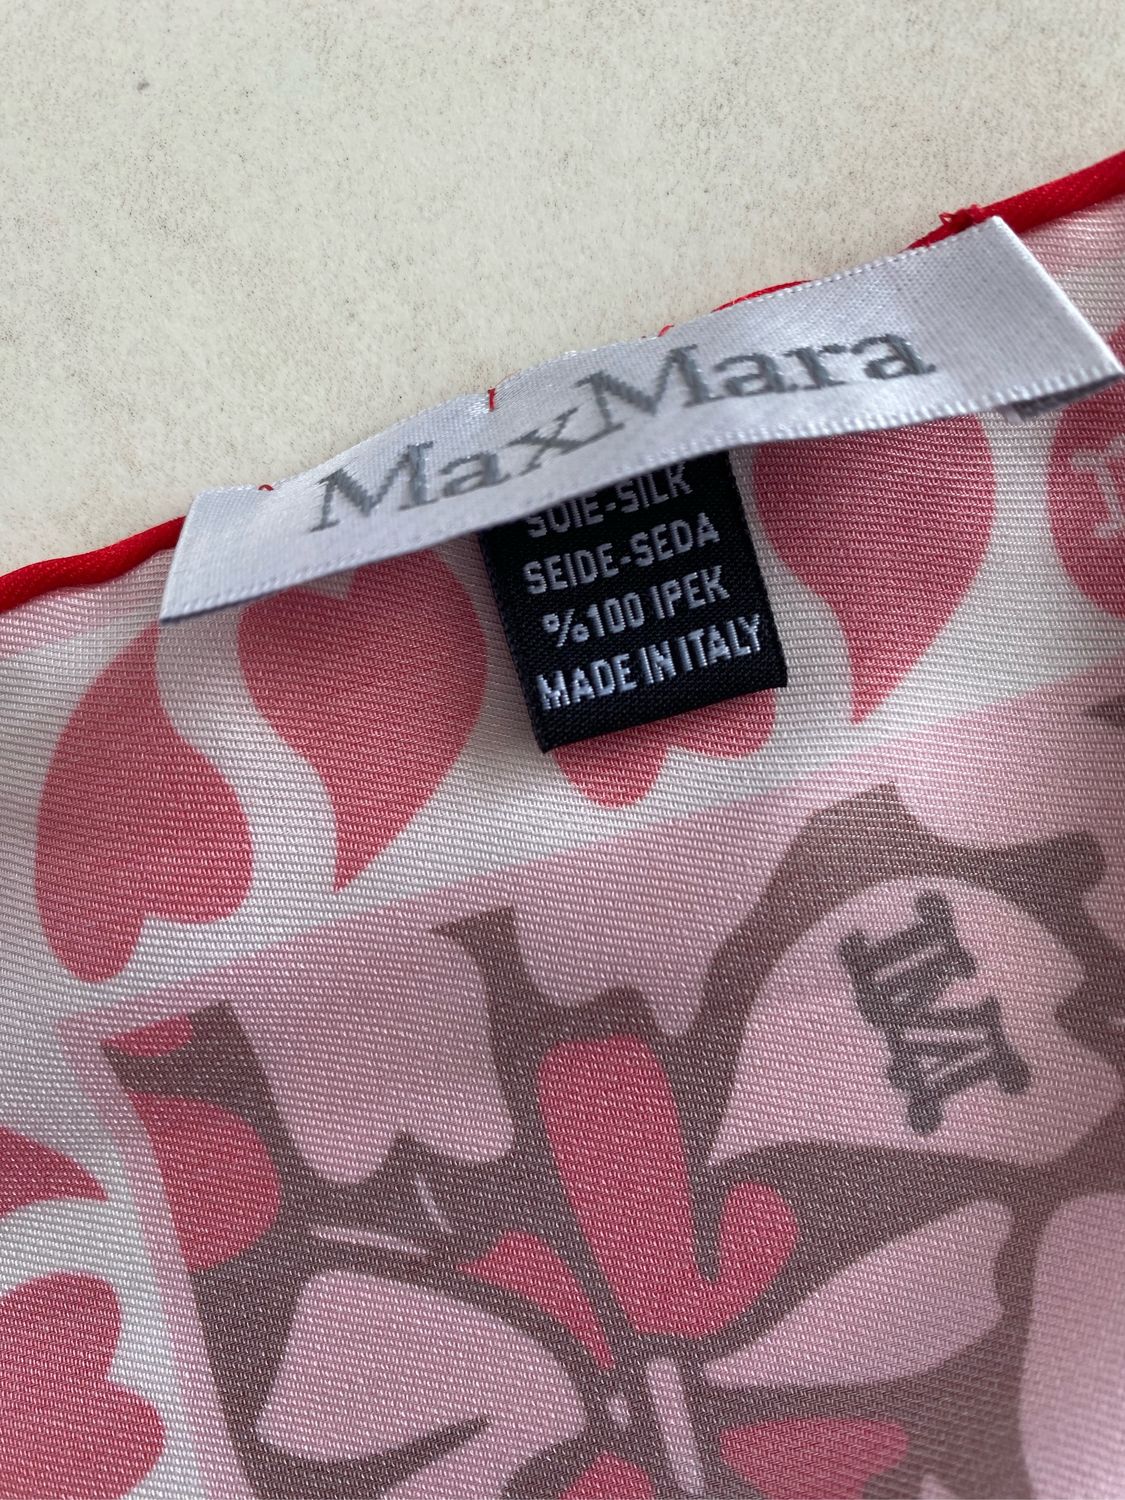 MaxMara
SOIE-SILK
SEIDE-SEDA
%100 IPEK
MADE IN ITALY